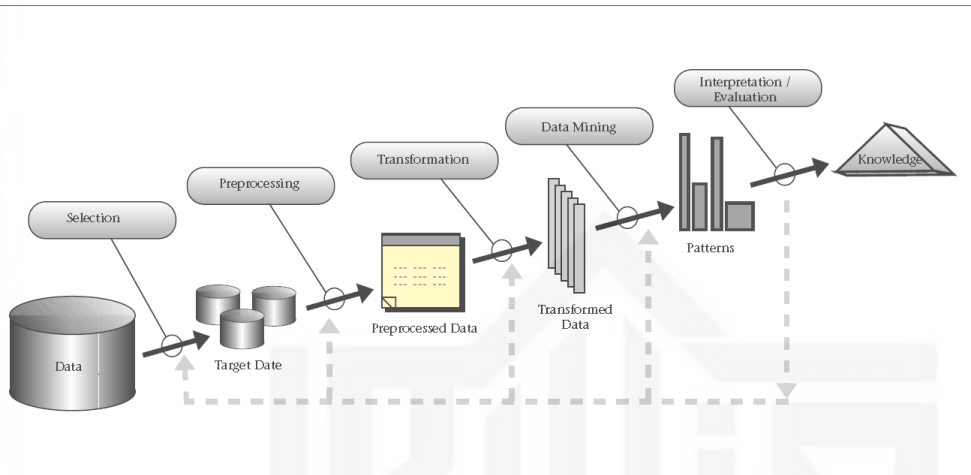 Interpretation /
Evaluation
Data Mining
Knowledge
Transformation
Preprocessing
Selection
Patterns
Transformed
Data
Preprocessed Data
Target Date
Data